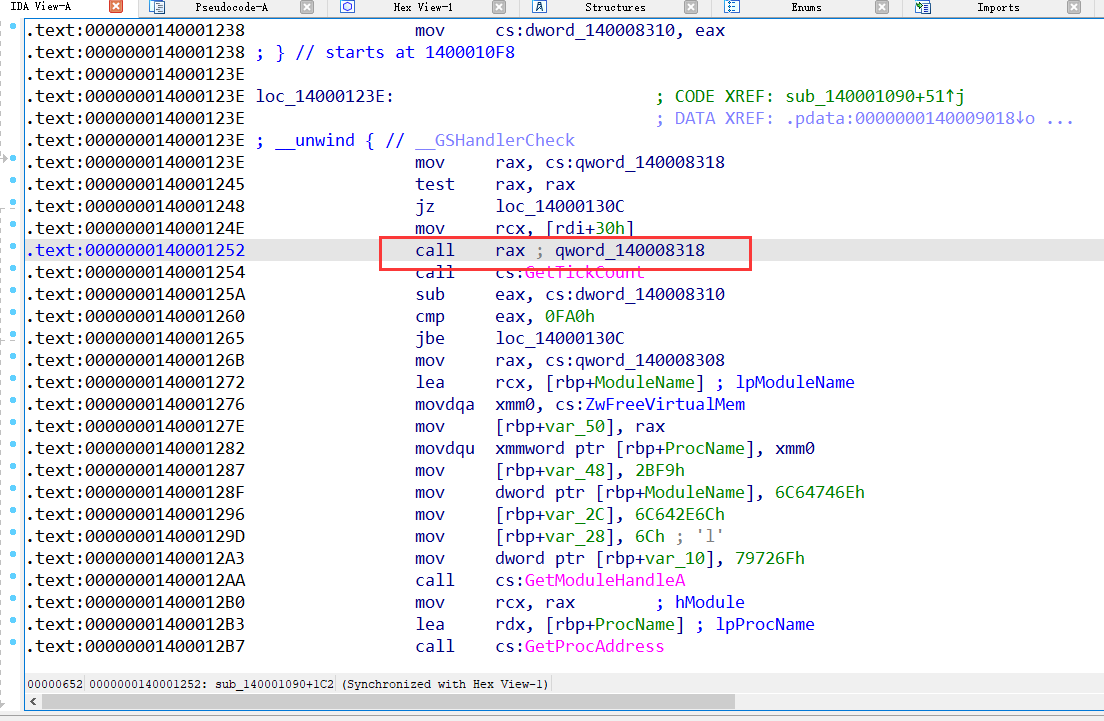 IDA View-A Pseudocode-A Hex View-1 Structures Enums Imports
.text:0000000140001238 mov cs:dword_140008310, eax
.text:0000000140001238 ; } // starts at 1400010F8
.text:000000014000123E
.text:000000014000123E loc_14000123E: ; CODE XREF: sub_140001090+51↑j
.text:000000014000123E ; DATA XREF: .pdata:0000000140009018↓o ...
.text:000000014000123E ; __unwind { // __GSHandlerCheck
.text:000000014000123E mov rax, cs:qword_140008318
.text:0000000140001245 test rax, rax
.text:0000000140001248 jz loc_14000130C
.text:000000014000124E mov rcx, [rdi+30h]
.text:0000000140001252 call rax ; qword_140008318
.text:0000000140001254 call cs:GetTickCount
.text:000000014000125A sub eax, cs:dword_140008310
.text:0000000140001260 cmp eax, 0FA0h
.text:0000000140001265 jbe loc_14000130C
.text:000000014000126B mov rax, cs:qword_140008308
.text:0000000140001272 lea rcx, [rbp+ModuleName] ; lpModuleName
.text:0000000140001276 movdqa xmm0, cs:ZwFreeVirtualMem
.text:000000014000127E mov [rbp+var_50], rax
.text:0000000140001282 movdqu xmmword ptr [rbp+ProcName], xmm0
.text:0000000140001287 mov [rbp+var_48], 2BF9h
.text:000000014000128F mov dword ptr [rbp+ModuleName], 6C64746Eh
.text:0000000140001296 mov [rbp+var_2C], 6C642E6Ch
.text:000000014000129D mov [rbp+var_28], 6Ch ; 'l'
.text:00000001400012A3 mov dword ptr [rbp+var_10], 79726Fh
.text:00000001400012AA call cs:GetModuleHandleA
.text:00000001400012B0 mov rcx, rax ; hModule
.text:00000001400012B3 lea rdx, [rbp+ProcName] ; lpProcName
.text:00000001400012B7 call cs:GetProcAddress
00000652 0000000140001252: sub_140001090+1C2 (Synchronized with Hex View-1)